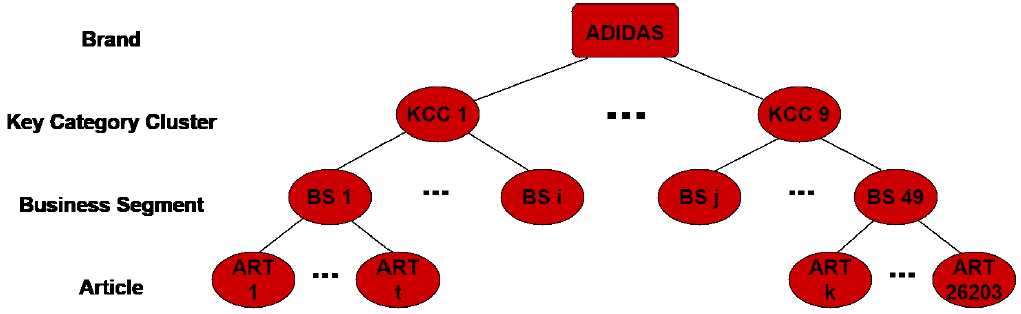 Brand
ADIDAS
Key Category Cluster
KCC 1
...
KCC 9
Business Segment
BS 1
...
BS i
BS j
...
BS 49
Article
ART
1
...
ART
t
ART
k
...
ART
26203